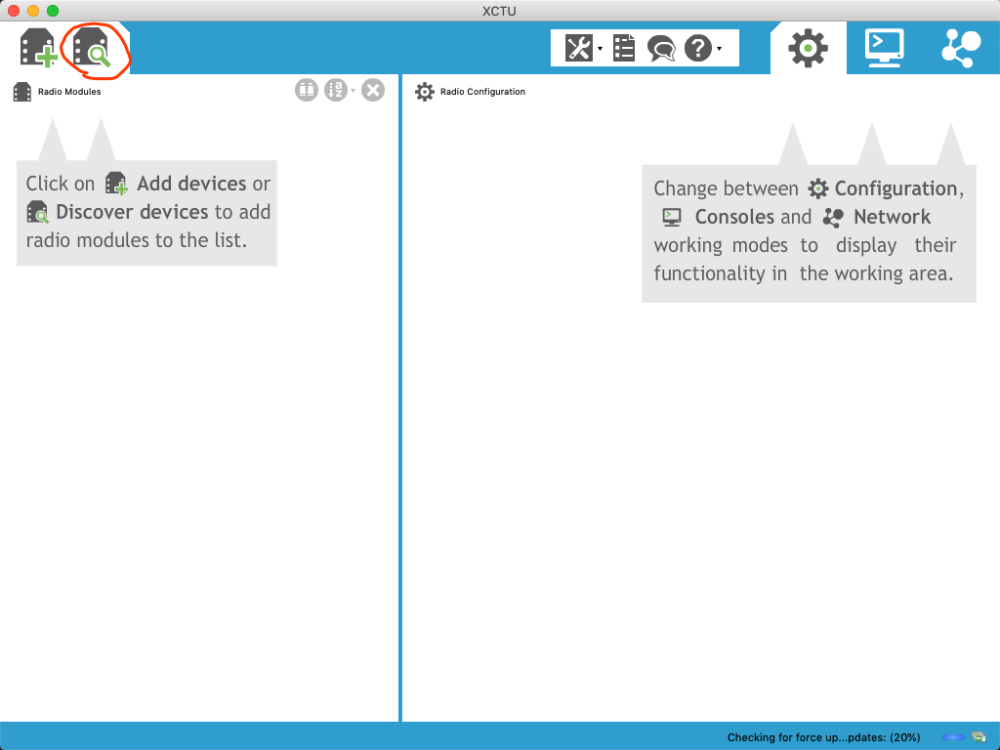 XCTU
Radio Modules
Radio Configuration
Click on Add devices or
Discover devices to add
radio modules to the list.
Change between Configuration,
Consoles and Network
working modes to display their
functionality in the working area.
Checking for force up...pdates: (20%)